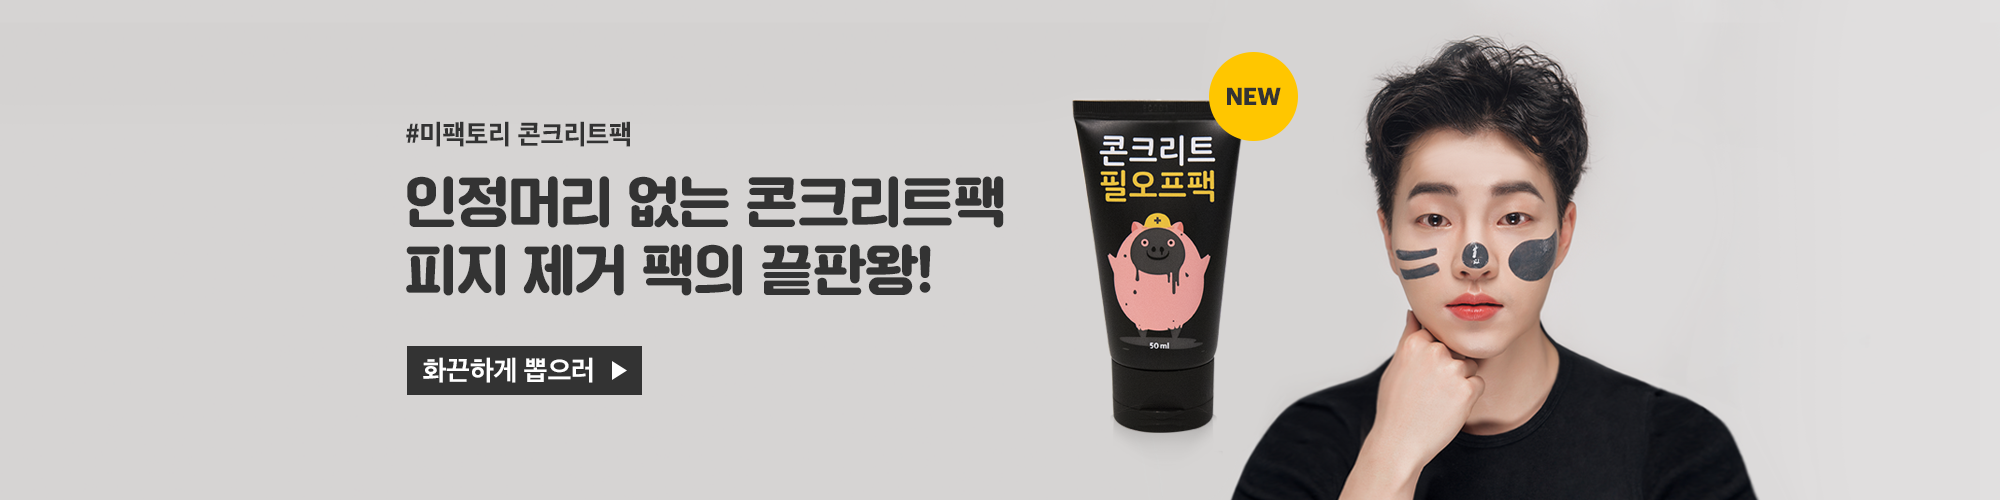 #미팩토리 콘크리트팩
인정머리 없는 콘크리트팩
피지 제거 팩의 끝판왕!
화끈하게 뽑으러
NEW
콘크리트
필오프팩
50 ml